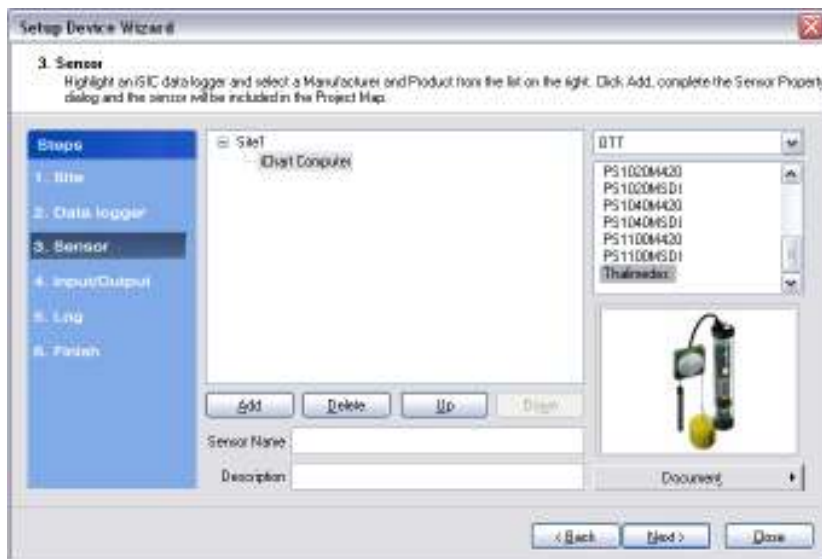 Setup Device Wizard
3. Sensor
Highlight an iSIC data logger and select a Manufacturer and Product from the list on the right. Click Add, complete the Sensor Property
dialog and the sensor will be included in the Project Map.
Steps
1. Site
2. Data logger
3. Sensor
4. Input/Output
5. Log
6. Finish
Site1
iChart Computer
OTT
PS1020M420
PS1020MSDI
PS1040M420
PS1040MSDI
PS1100M420
PS1100MSDI
Thalimedes
Add
Delete
Up
Down
Sensor Name
Description
Document
< Back
Next >
Close